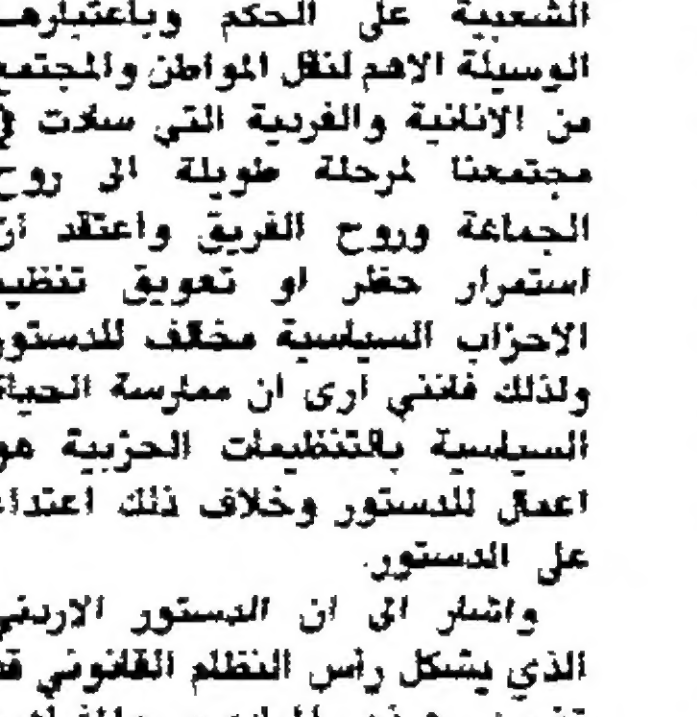 الشعبية على الحكم وباعتبارهـ
الوسيلة الاهم لنقل المواطن والمجتمع
من الانانية والفردية التي سادت في
مجتمعنا لمرحلة طويلة الى روح
الجماعة وروح الفريق واعتقد ان
استمرار حظر او تعويق تنظيم
الاحزاب السياسية مخالف للدستور
ولذلك فانني ارى ان ممارسة الحياة
السياسية بالتنظيمات الحزبية هو
اعمال للدستور وخلاف ذلك اعتداء
على الدستور.
واشار الى ان الدستور الاردني
الذي يشكل رأس النظام القانوني قد